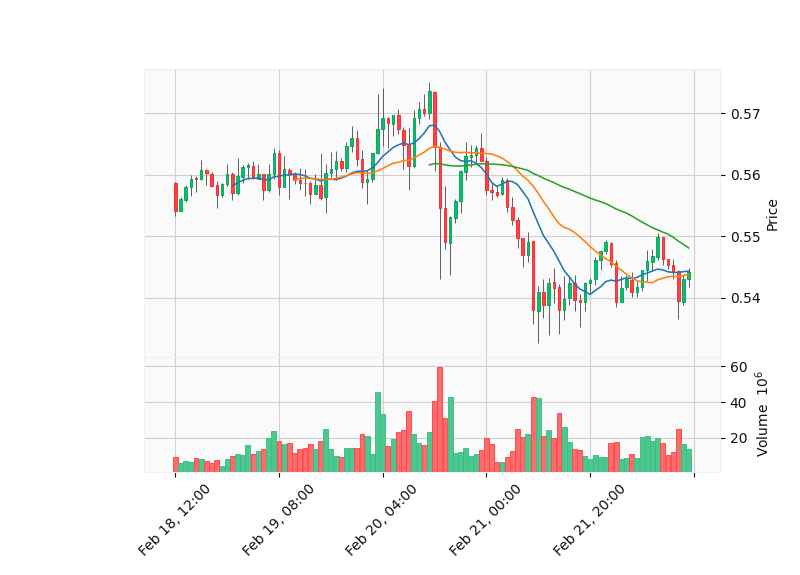 0.57
0.56
0.55
0.54
Price
60
40
20
Volume 10^6
Feb 18, 12:00
Feb 19, 08:00
Feb 20, 04:00
Feb 21, 00:00
Feb 21, 20:00